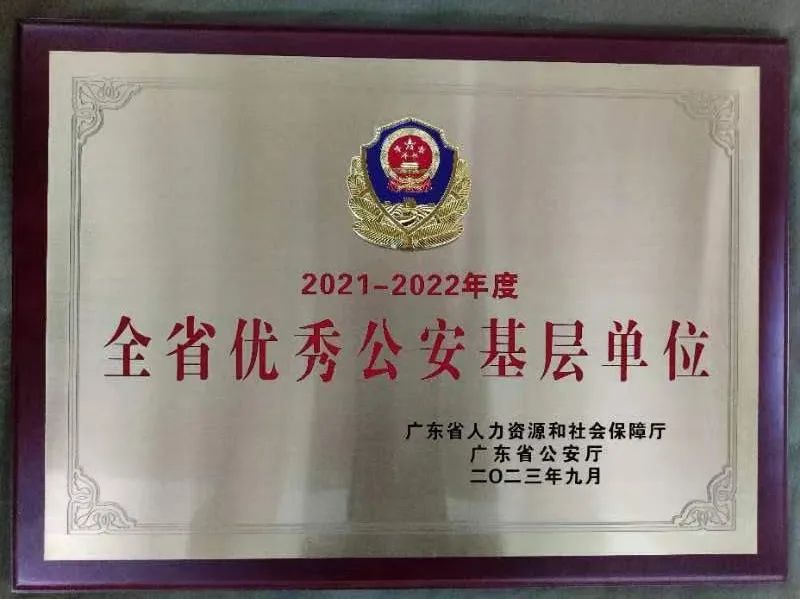 2021-2022年度
全省优秀公安基层单位
广东省人力资源和社会保障厅
广东省公安厅
二〇二三年九月